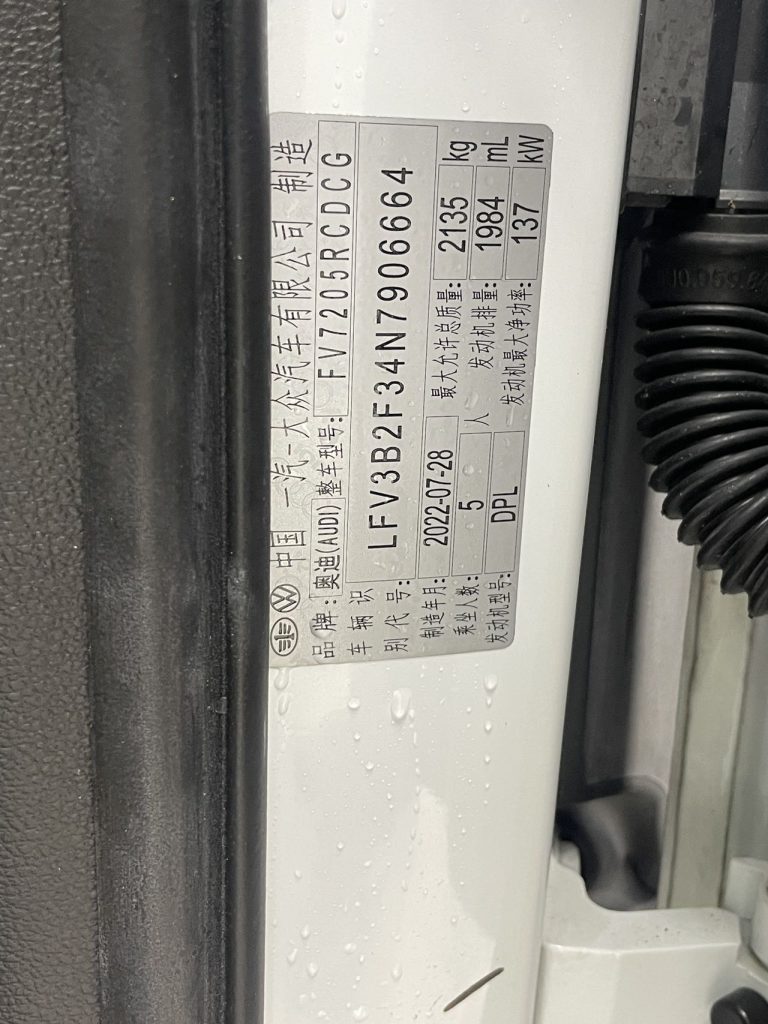 中国 一汽-大众汽车有限公司 制造
品牌: 奥迪(AUDI) 整车型号: FV7205RCDCG
车辆识别代号: LFV3B2F34N7906664
制造年月: 2022-07-28 最大允许总质量: 2135 kg
乘坐人数: 5 人 发动机排量: 1984 mL
发动机型号: DPL 发动机最大净功率: 137 kW